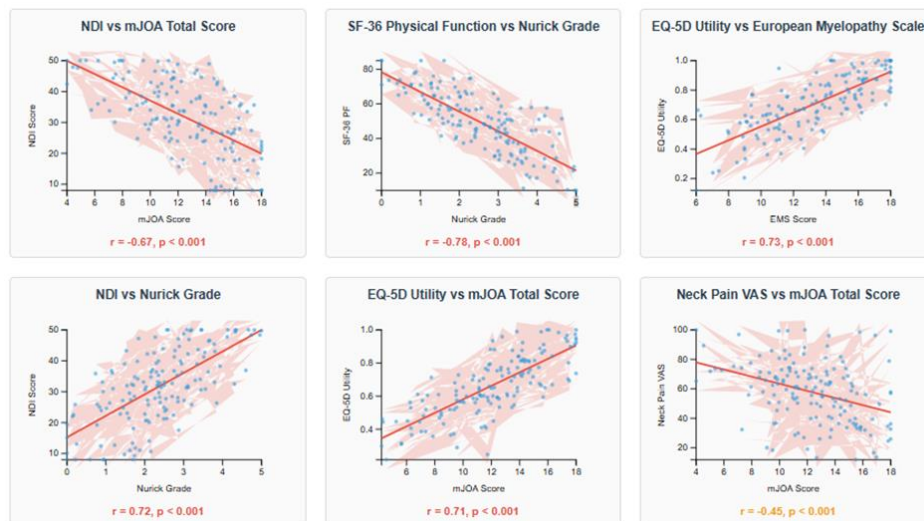 NDI vs mJOA Total Score
50
40
30
20
10
NDI Score
4
6
8
10
12
14
16
18
mJOA Score
r = -0.67, p < 0.001
SF-36 Physical Function vs Nurick Grade
80
60
40
20
SF-36 PF
0
1
2
3
4
5
Nurick Grade
r = -0.78, p < 0.001
EQ-5D Utility vs European Myelopathy Scale
1.0
0.8
0.6
0.4
0.2
EQ-5D Utility
6
8
10
12
14
16
18
EMS Score
r = 0.73, p < 0.001
NDI vs Nurick Grade
50
40
30
20
10
NDI Score
0
1
2
3
4
5
Nurick Grade
r = 0.72, p < 0.001
EQ-5D Utility vs mJOA Total Score
1.0
0.8
0.6
0.4
EQ-5D Utility
6
8
10
12
14
16
18
mJOA Score
r = 0.71, p < 0.001
Neck Pain VAS vs mJOA Total Score
100
80
60
40
20
Neck Pain VAS
4
6
8
10
12
14
16
18
mJOA Score
r = -0.45, p < 0.001